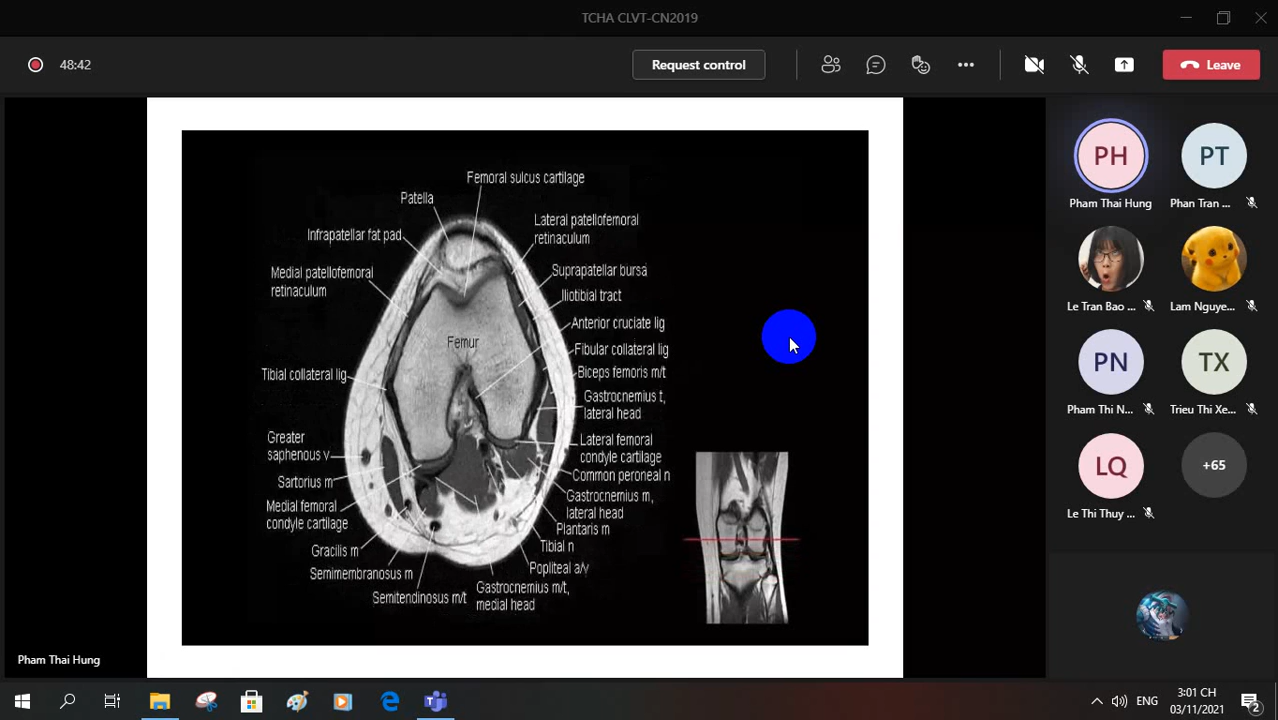 TCHA CLVT-CN2019
48:42
Request control
Leave
Femoral sulcus cartilage
Patella
Lateral patellofemoral
retinaculum
Infrapatellar fat pad
Medial patellofemoral
retinaculum
Suprapatellar bursa
Iliotibial tract
Anterior cruciate lig
Femur
Fibular collateral lig
Biceps femoris m/t
Tibial collateral lig
Gastrocnemius t,
lateral head
Greater
saphenous v
Lateral femoral
condyle cartilage
Common peroneal n
Sartorius m
Gastrocnemius m,
lateral head
Medial femoral
condyle cartilage
Plantaris m
Gracilis m
Tibial n
Semimembranosus m
Popliteal a/v
Semitendinosus m/t
Gastrocnemius m/t,
medial head
Pham Thai Hung
PH
PT
Pham Thai Hung
Phan Tran ...
Le Tran Bao ...
Lam Nguye...
PN
TX
Pham Thi N...
Trieu Thi Xe...
LQ
+65
Le Thi Thuy ...
ENG
3:01 CH
03/11/2021
2